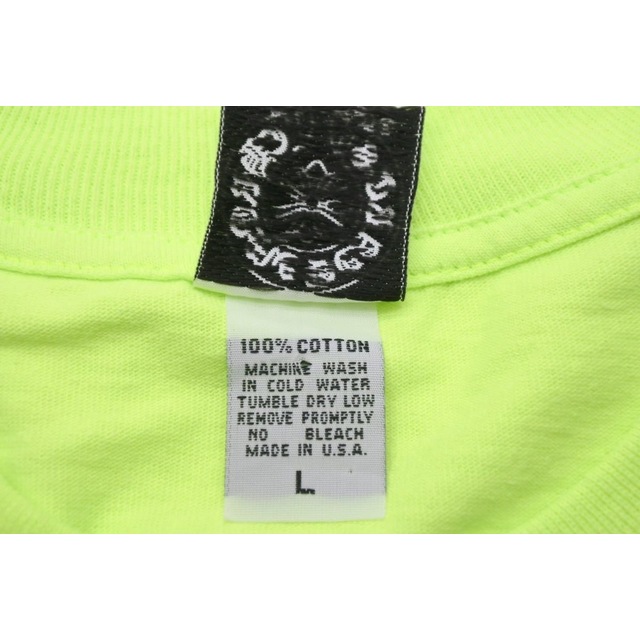 100% COTTON
MACHINE WASH
IN COLD WATER
TUMBLE DRY LOW
REMOVE PROMPTLY
NO BLEACH
MADE IN U.S.A.
L